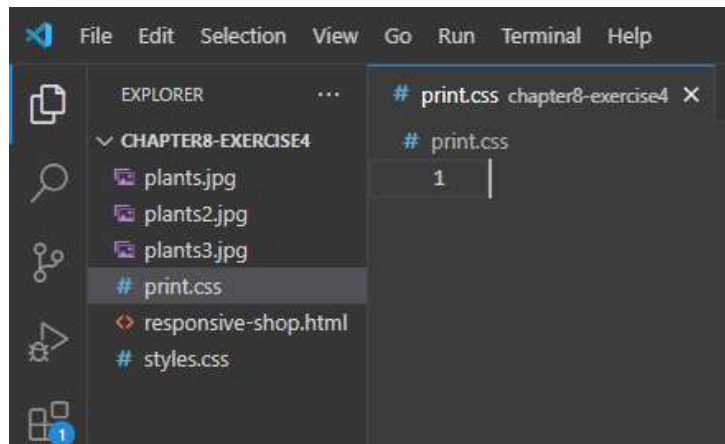 File Edit Selection View Go Run Terminal Help
EXPLORER ...
# print.css chapter8-exercise4 ×
CHAPTER8-EXERCISE4
# print.css
1
plants.jpg
plants2.jpg
plants3.jpg
# print.css
<> responsive-shop.html
# styles.css
1